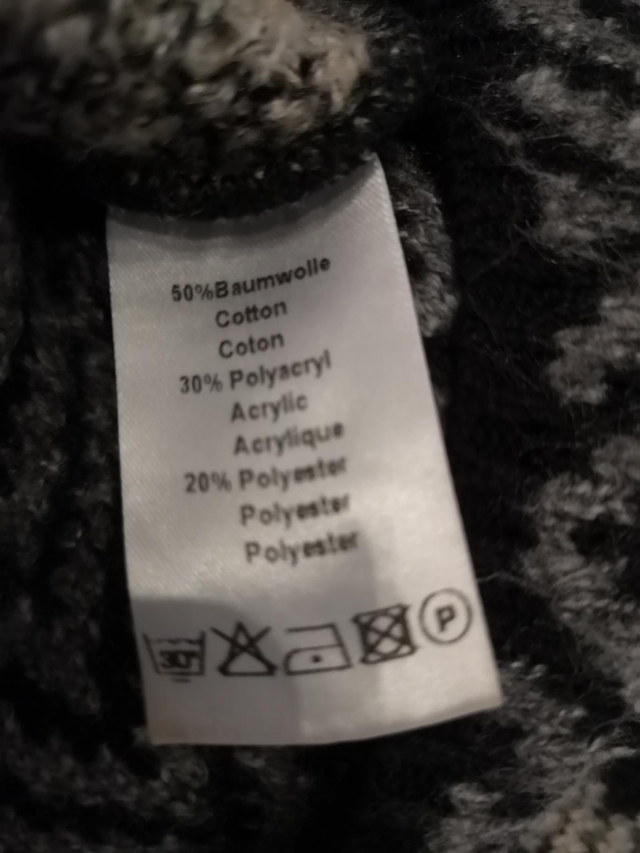 50%Baumwolle
Cotton
Coton
30% Polyacryl
Acrylic
Acrylique
20% Polyester
Polyester
Polyester
30° P